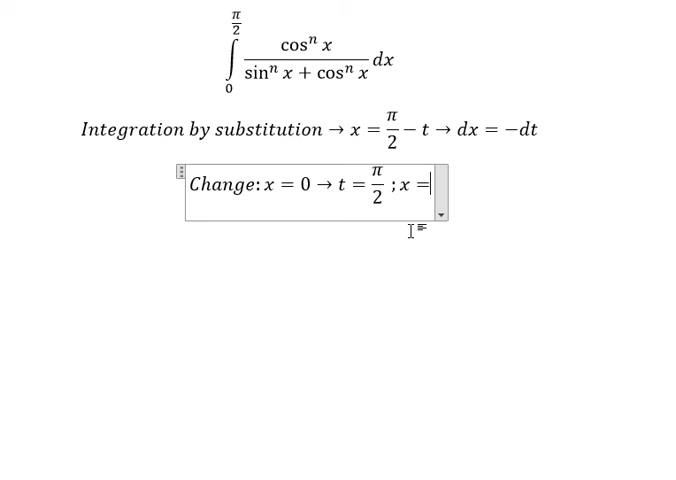 ∫₀^(π/2) cosⁿ x / (sinⁿ x + cosⁿ x) dx
Integration by substitution → x = π/2 − t → dx = −dt
Change: x = 0 → t = π/2 ; x =